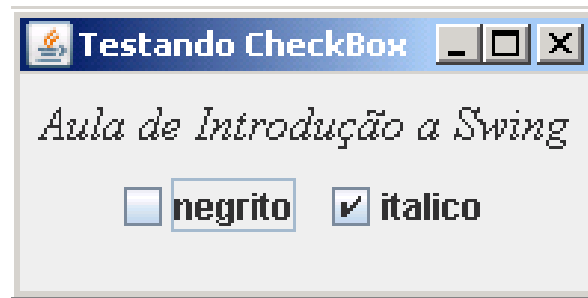 Testando CheckBox
Aula de Introdução a Swing
negrito italico